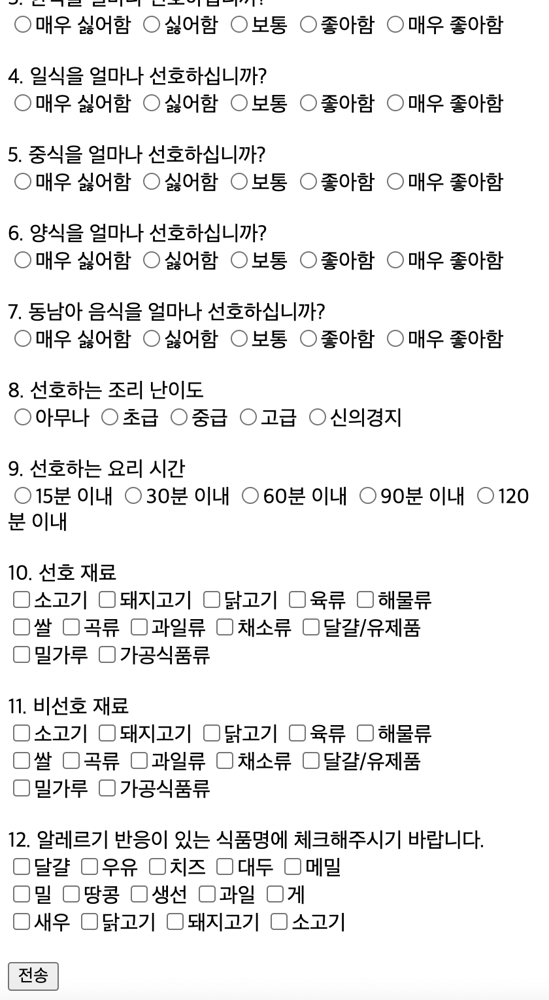 3. 한식을 얼마나 선호하십니까?
매우 싫어함 싫어함 보통 좋아함 매우 좋아함
4. 일식을 얼마나 선호하십니까?
매우 싫어함 싫어함 보통 좋아함 매우 좋아함
5. 중식을 얼마나 선호하십니까?
매우 싫어함 싫어함 보통 좋아함 매우 좋아함
6. 양식을 얼마나 선호하십니까?
매우 싫어함 싫어함 보통 좋아함 매우 좋아함
7. 동남아 음식을 얼마나 선호하십니까?
매우 싫어함 싫어함 보통 좋아함 매우 좋아함
8. 선호하는 조리 난이도
아무나 초급 중급 고급 신의경지
9. 선호하는 요리 시간
15분 이내 30분 이내 60분 이내 90분 이내 120
분 이내
10. 선호 재료
소고기 돼지고기 닭고기 육류 해물류
쌀 곡류 과일류 채소류 달걀/유제품
밀가루 가공식품류
11. 비선호 재료
소고기 돼지고기 닭고기 육류 해물류
쌀 곡류 과일류 채소류 달걀/유제품
밀가루 가공식품류
12. 알레르기 반응이 있는 식품명에 체크해주시기 바랍니다.
달걀 우유 치즈 대두 메밀
밀 땅콩 생선 과일 게
새우 닭고기 돼지고기 소고기
전송